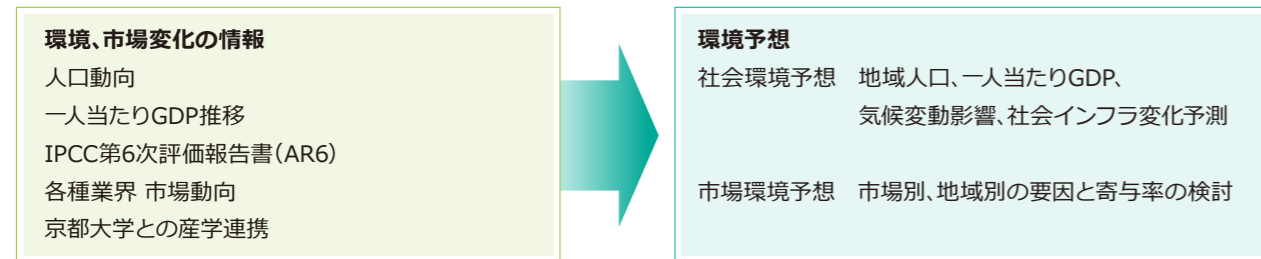 環境、市場変化の情報
人口動向
一人当たりGDP推移
IPCC第6次評価報告書（AR6）
各種業界 市場動向
京都大学との産学連携
環境予想
社会環境予想　地域人口、一人当たりGDP、
気候変動影響、社会インフラ変化予測
市場環境予想　市場別、地域別の要因と寄与率の検討